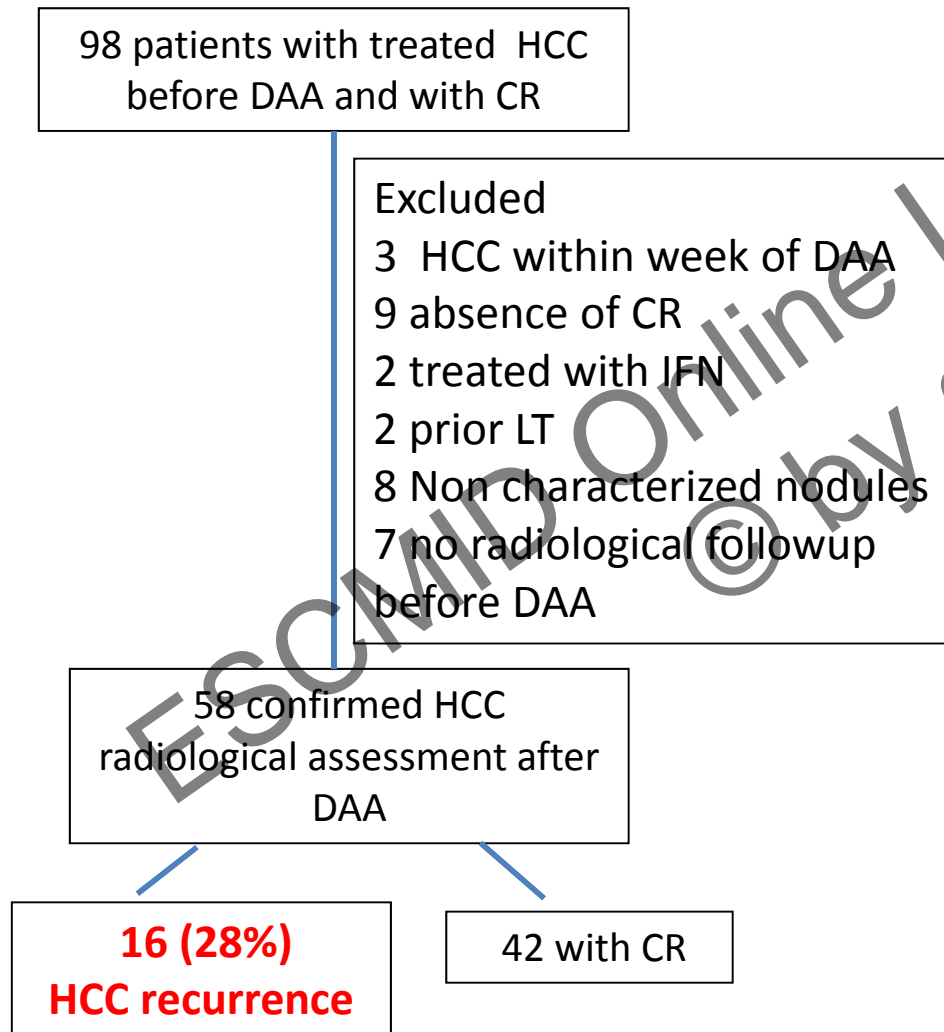 98 patients with treated HCC
before DAA and with CR
Excluded
3 HCC within week of DAA
9 absence of CR
2 treated with IFN
2 prior LT
8 Non characterized nodules
7 no radiological followup
before DAA
58 confirmed HCC
radiological assessment after
DAA
16 (28%)
HCC recurrence
42 with CR
ESCMID Online
© by